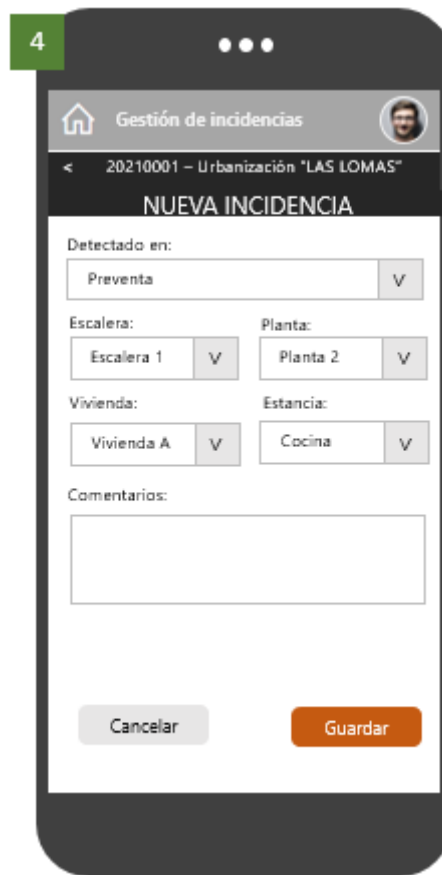 4
Gestión de incidencias
< 20210001 – Urbanización "LAS LOMAS"
NUEVA INCIDENCIA
Detectado en:
Preventa V
Escalera: Planta:
Escalera 1 V Planta 2 V
Vivienda: Estancia:
Vivienda A V Cocina V
Comentarios:
Cancelar Guardar